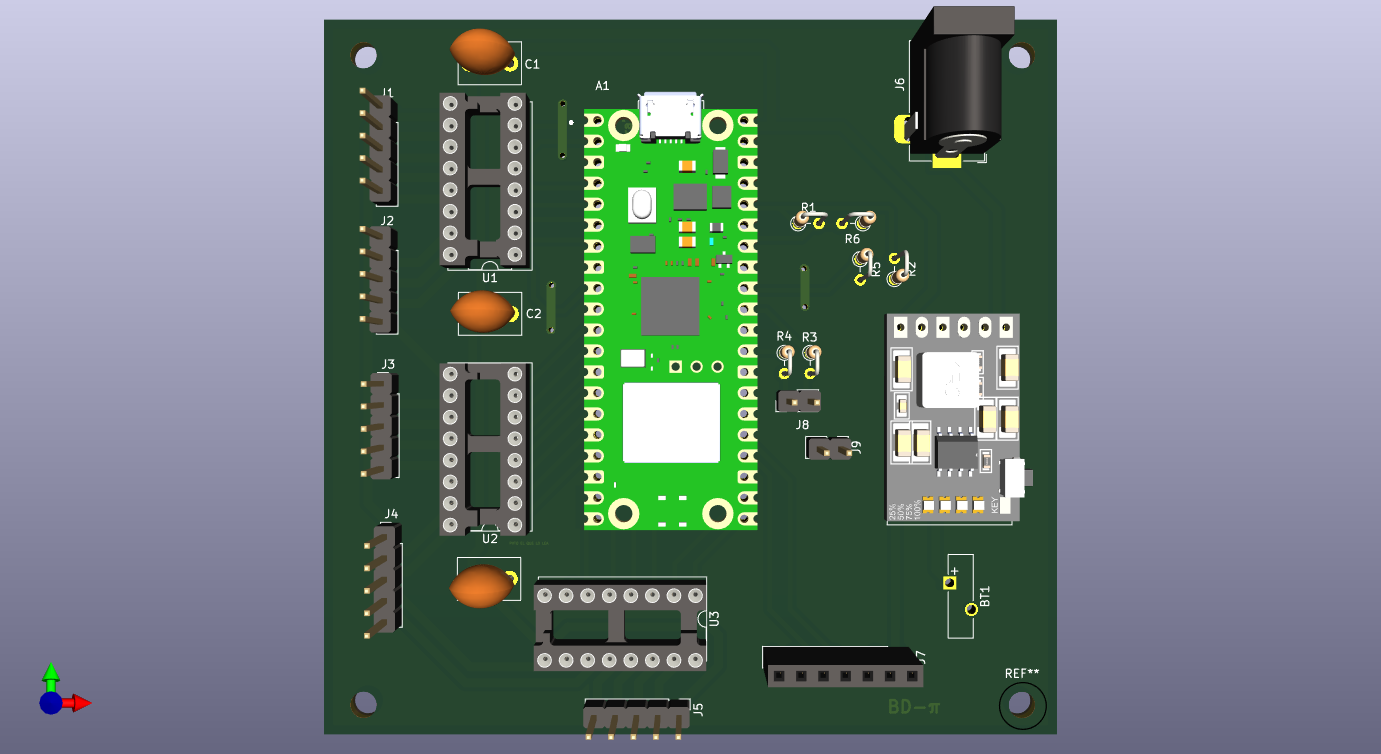 C1
A1
J6
J1
R1
J2
R6
R5
R2
U1
C2
R4
R3
J3
J8
J9
J4
25%
50%
75%
100%
KEY
U2
+
BT1
U3
J7
REF**
J5
BD-π